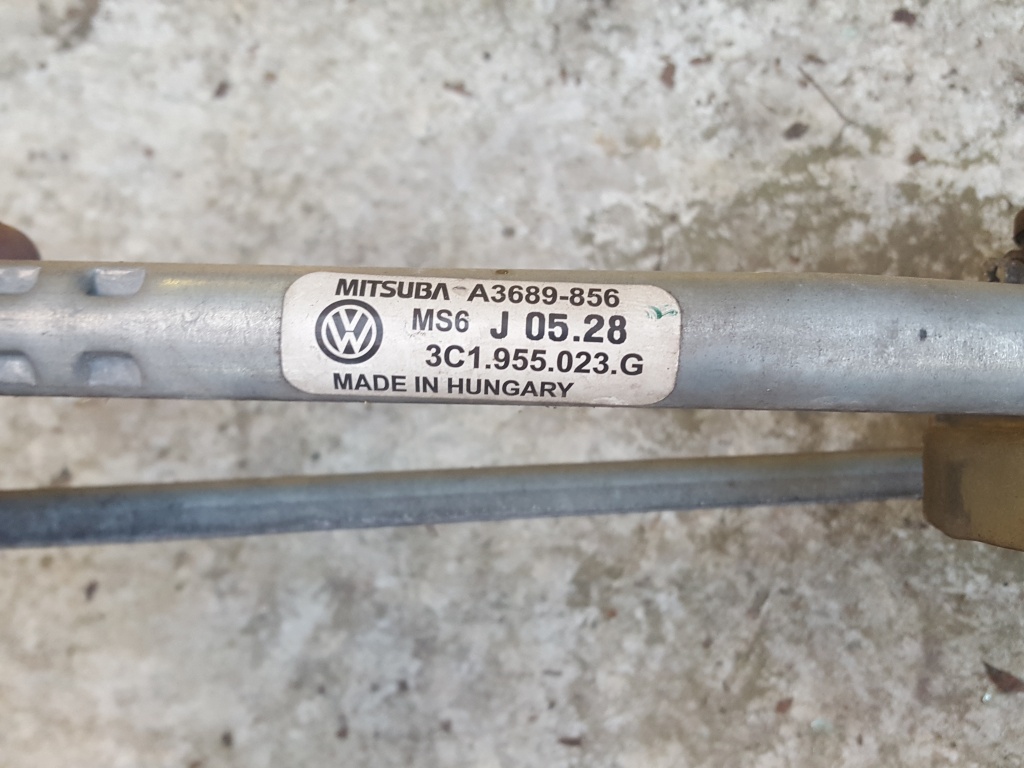 MITSUBA A3689-856
MS6 J 05.28
3C1.955.023.G
MADE IN HUNGARY